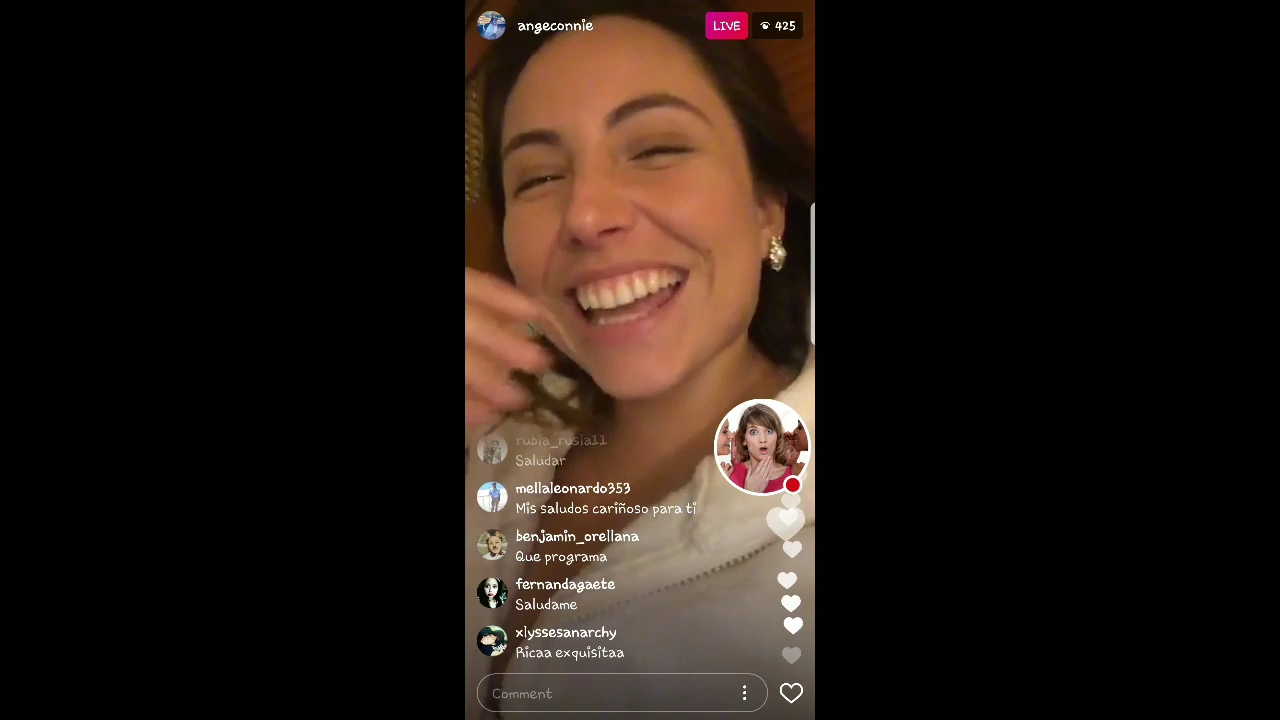 angeconnie
LIVE
425
rubia_rusia11
Saludar
mellaleonardo353
Mis saludos cariñoso para ti
benjamin_orellana
Que programa
fernandagaete
Saludame
xlyssesanarchy
Ricaa exquisitaa
Comment